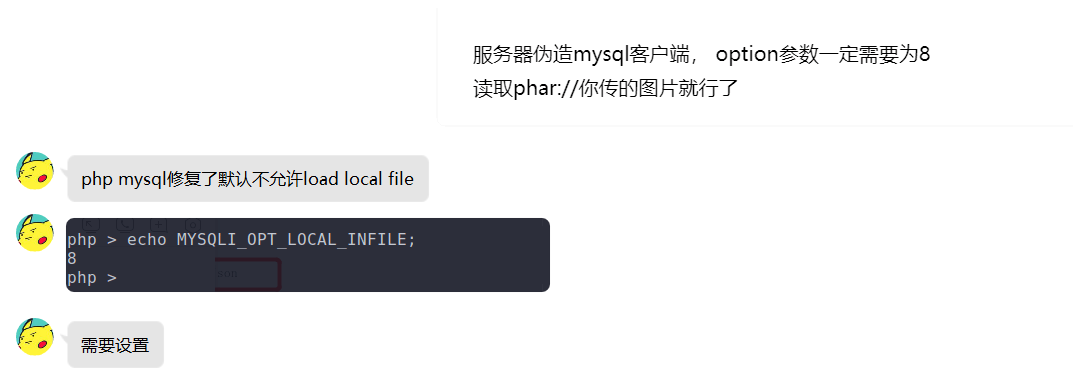 服务器伪造mysql客户端， option参数一定需要为8
读取phar://你传的图片就行了
php mysql修复了默认不允许load local file
php > echo MYSQLI_OPT_LOCAL_INFILE;
8
php >
需要设置